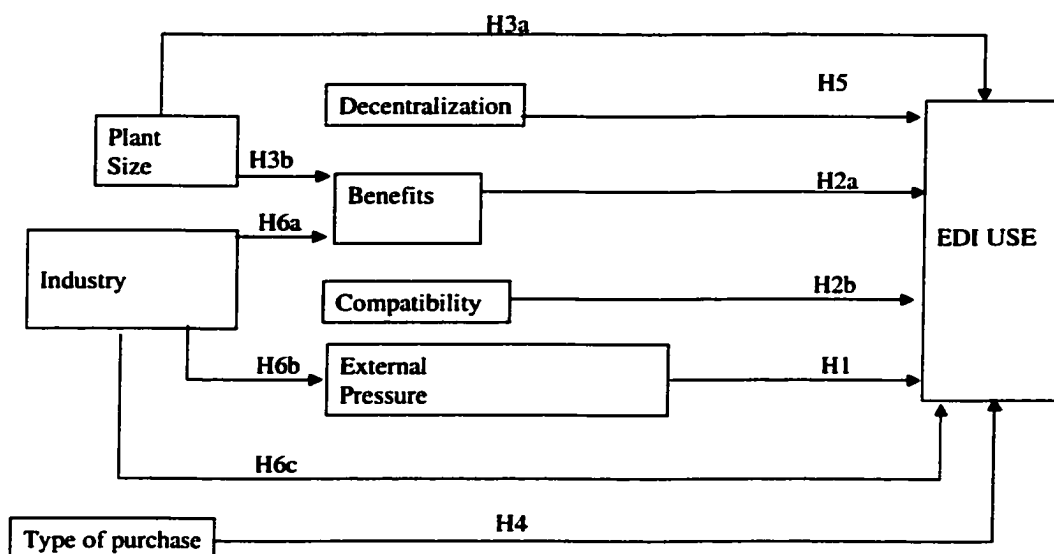 H3a
Decentralization
H5
Plant
Size
H3b
Benefits
H2a
H6a
EDI USE
Industry
Compatibility
H2b
H6b
External
Pressure
H1
H6c
Type of purchase
H4